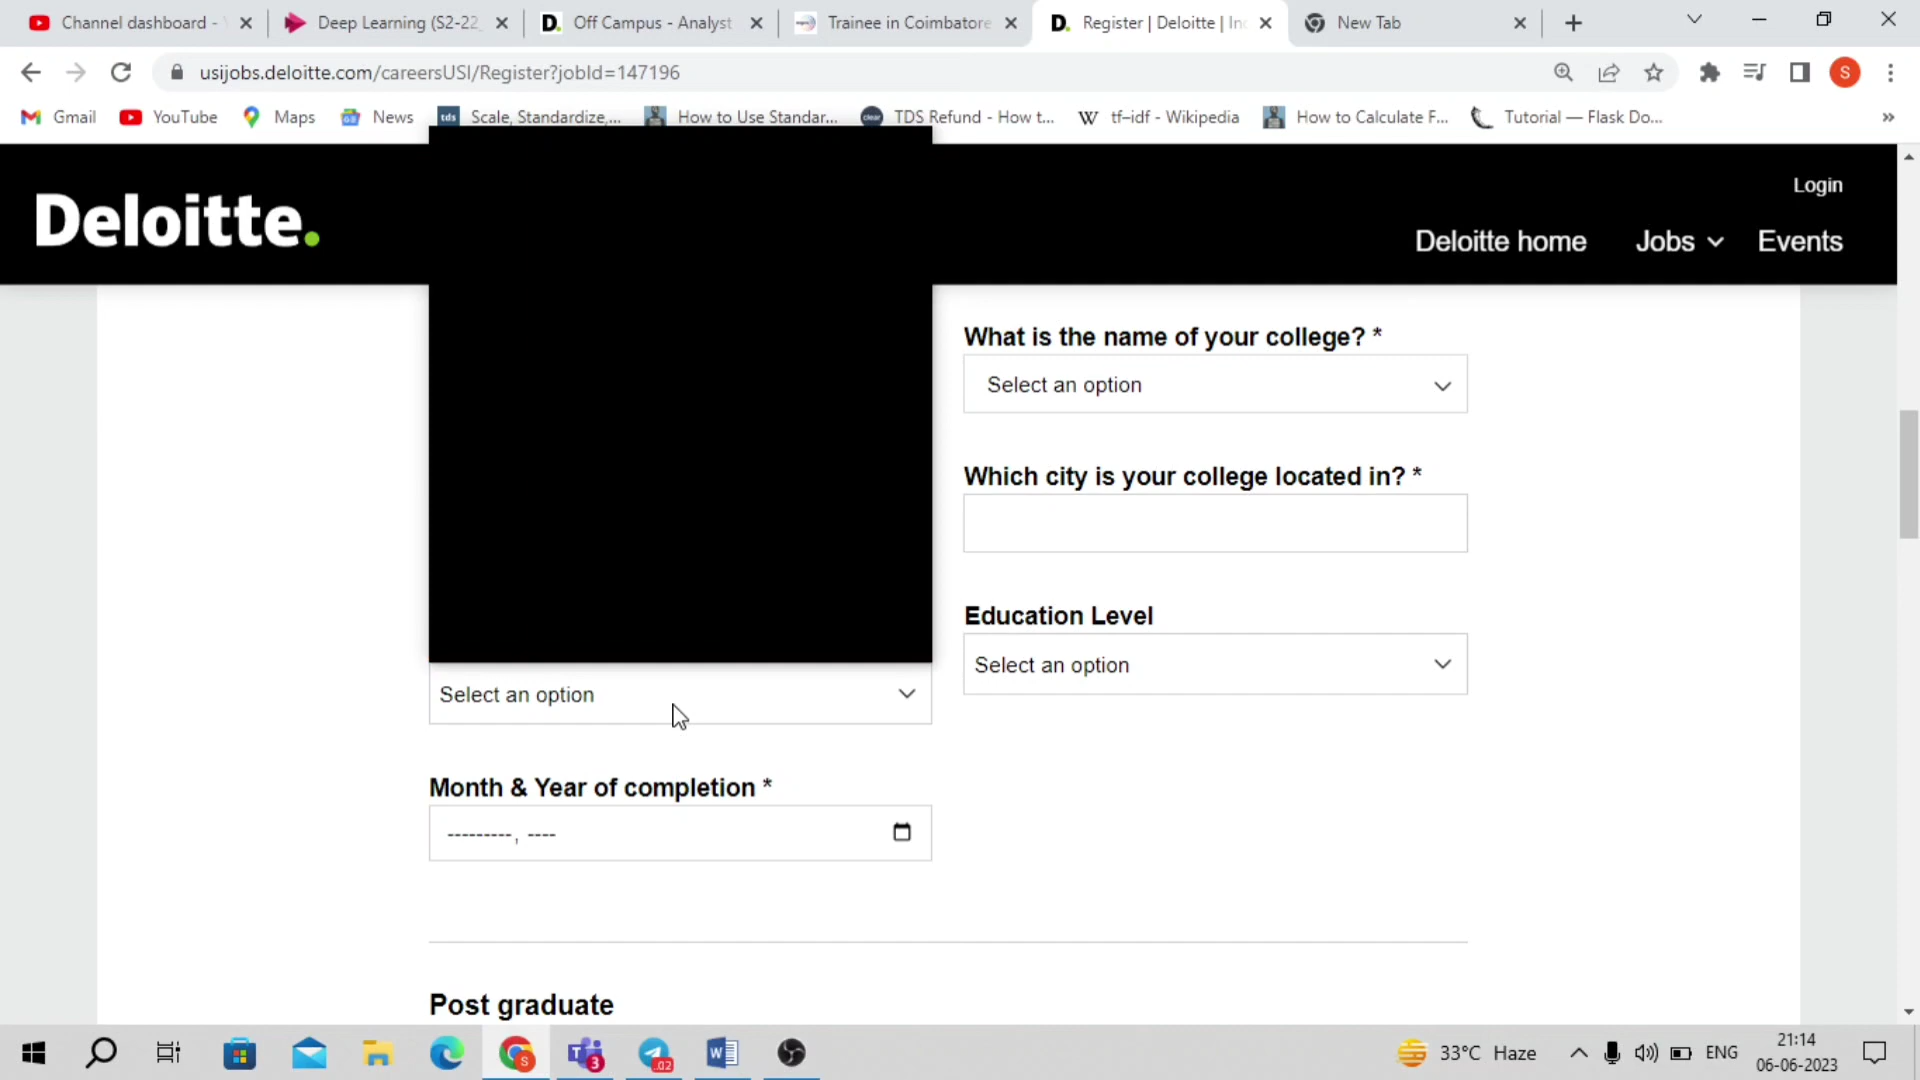 Channel dashboard -
Deep Learning (S2-22_
Off Campus - Analyst
Trainee in Coimbatore
Register | Deloitte | In
New Tab
usijobs.deloitte.com/careersUSI/Register?jobId=147196
S
Gmail
YouTube
Maps
News
tds
Scale, Standardize,...
How to Use Standar...
clear
TDS Refund - How t...
W
tf–idf - Wikipedia
How to Calculate F...
Tutorial — Flask Do...
»
Deloitte.
Login
Deloitte home
Jobs
Events
What is the name of your college? *
Select an option
Which city is your college located in? *
Education Level
Select an option
Select an option
Month & Year of completion *
---------, ----
Post graduate
33°C Haze
ENG
21:14
06-06-2023